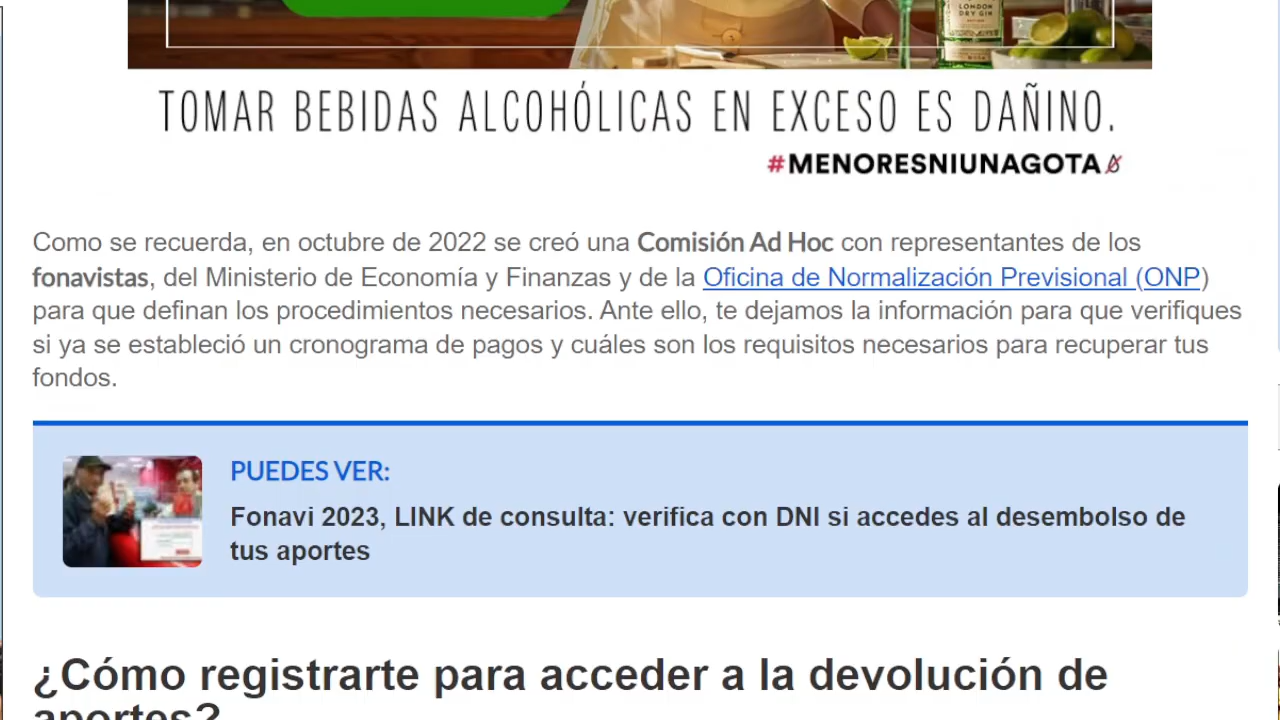 LONDON
DRY GIN
TOMAR BEBIDAS ALCOHÓLICAS EN EXCESO ES DAÑINO.
#MENORESNIUNAGOTA
Como se recuerda, en octubre de 2022 se creó una Comisión Ad Hoc con representantes de los
fonavistas, del Ministerio de Economía y Finanzas y de la Oficina de Normalización Previsional (ONP)
para que definan los procedimientos necesarios. Ante ello, te dejamos la información para que verifiques
si ya se estableció un cronograma de pagos y cuáles son los requisitos necesarios para recuperar tus
fondos.
PUEDES VER:
Fonavi 2023, LINK de consulta: verifica con DNI si accedes al desembolso de
tus aportes
¿Cómo registrarte para acceder a la devolución de
aportes?